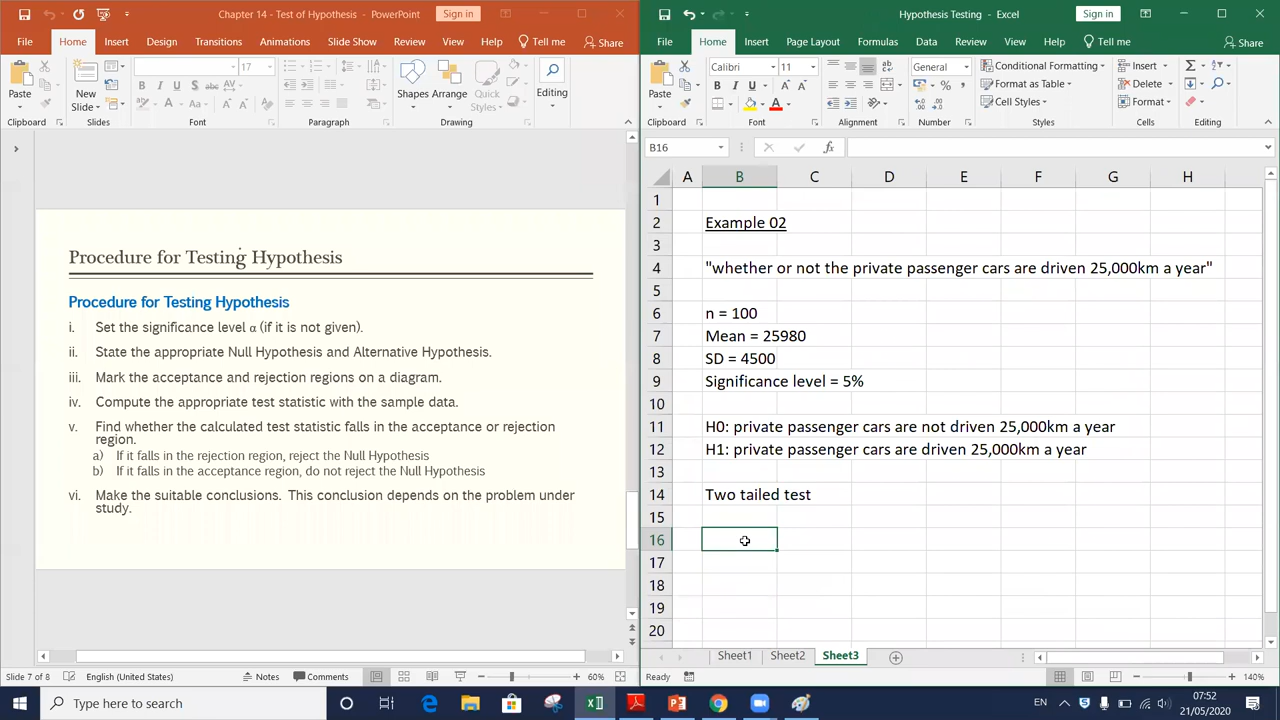 Chapter 14 - Test of Hypothesis - PowerPoint
Sign in
File Home Insert Design Transitions Animations Slide Show Review View Help Tell me Share
17
Paste
New
Slide
Shapes Arrange Quick
Styles
Editing
Clipboard Slides Font Paragraph Drawing
Procedure for Testing Hypothesis
Procedure for Testing Hypothesis
i. Set the significance level α (if it is not given).
ii. State the appropriate Null Hypothesis and Alternative Hypothesis.
iii. Mark the acceptance and rejection regions on a diagram.
iv. Compute the appropriate test statistic with the sample data.
v. Find whether the calculated test statistic falls in the acceptance or rejection
region.
a) If it falls in the rejection region, reject the Null Hypothesis
b) If it falls in the acceptance region, do not reject the Null Hypothesis
vi. Make the suitable conclusions. This conclusion depends on the problem under
study.
Slide 7 of 8 English (United States) Notes Comments 60%
Hypothesis Testing - Excel
Sign in
File Home Insert Page Layout Formulas Data Review View Help Tell me Share
Paste
Calibri 11
General
Conditional Formatting
Format as Table
Cell Styles
Insert
Delete
Format
Clipboard Font Alignment Number Styles Cells Editing
B16 fx
A B C D E F G H
1
2 Example 02
3
4 "whether or not the private passenger cars are driven 25,000km a year"
5
6 n = 100
7 Mean = 25980
8 SD = 4500
9 Significance level = 5%
10
11 H0: private passenger cars are not driven 25,000km a year
12 H1: private passenger cars are driven 25,000km a year
13
14 Two tailed test
15
16
17
18
19
20
Sheet1 Sheet2 Sheet3
Ready 140%
Type here to search
EN 07:52
21/05/2020